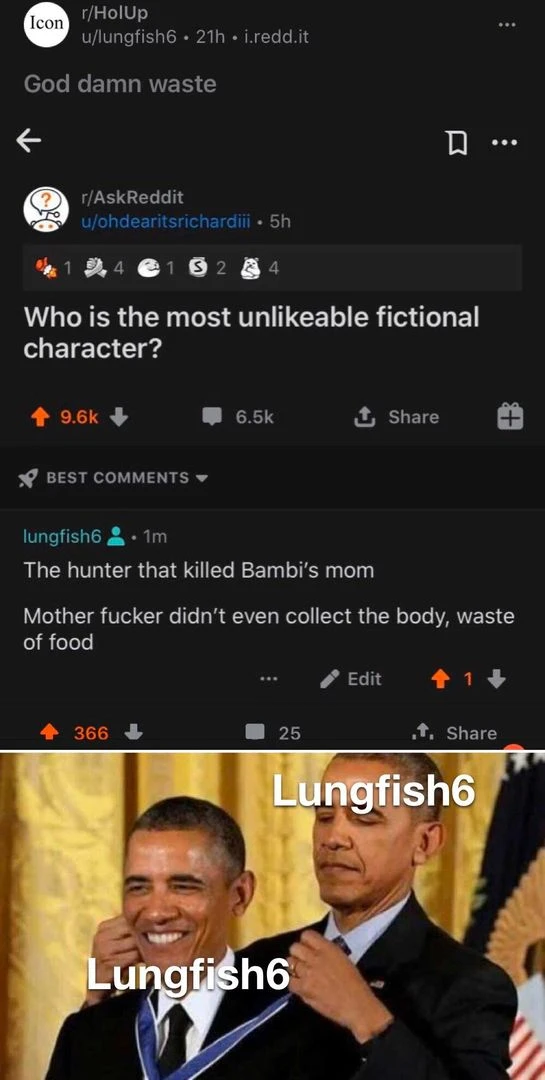 Icon
r/HolUp
u/lungfish6 • 21h • i.redd.it
God damn waste
r/AskReddit
u/ohdearitsrichardiii • 5h
1 4 1 S 2 4
Who is the most unlikeable fictional
character?
9.6k 6.5k Share
BEST COMMENTS
lungfish6 • 1m
The hunter that killed Bambi's mom
Mother fucker didn't even collect the body, waste
of food
Edit 1
366 25 Share
Lungfish6
Lungfish6